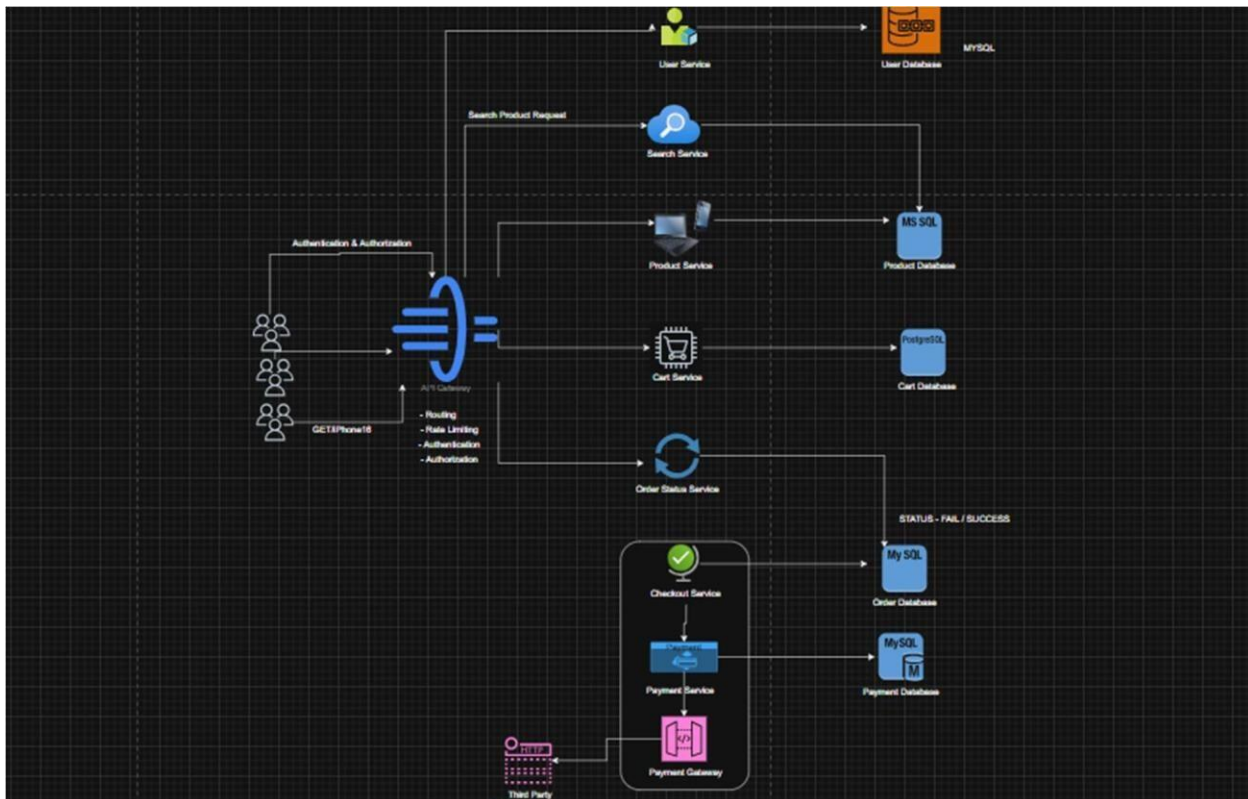 User Service
User Database
MYSQL
Search Product Request
Search Service
MS SQL
Product Service
Product Database
Authentication & Authorization
PostgreSQL
API Gateway
Cart Service
Cart Database
- Routing
- Rate Limiting
- Authentication
- Authorization
GET/iPhone16
Order Status Service
STATUS - FAIL / SUCCESS
My SQL
Checkout Service
Order Database
Payment
MySQL
M
Payment Service
Payment Database
</>
HTTP
Payment Gateway
Third Party